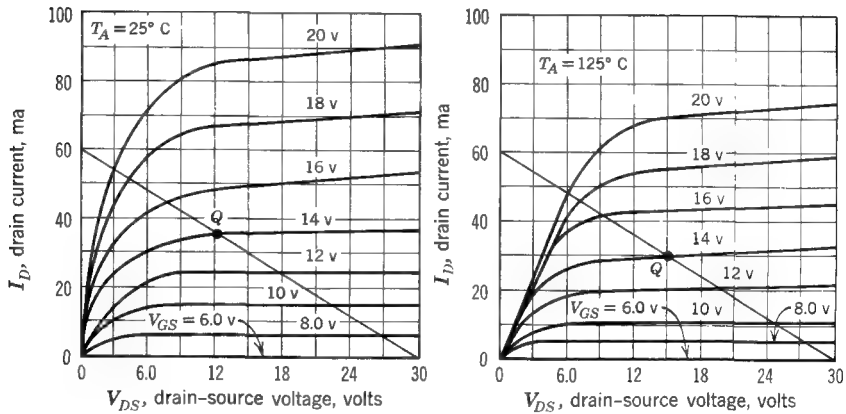 T_A = 25° C
100
80
60
40
20
0
I_D, drain current, ma
20 v
18 v
16 v
14 v
Q
12 v
10 v
8.0 v
V_GS = 6.0 v
0
6.0
12
18
24
30
V_DS, drain–source voltage, volts
T_A = 125° C
100
80
60
40
20
0
I_D, drain current, ma
20 v
18 v
16 v
14 v
Q
12 v
10 v
8.0 v
V_GS = 6.0 v
0
6.0
12
18
24
30
V_DS, drain–source voltage, volts